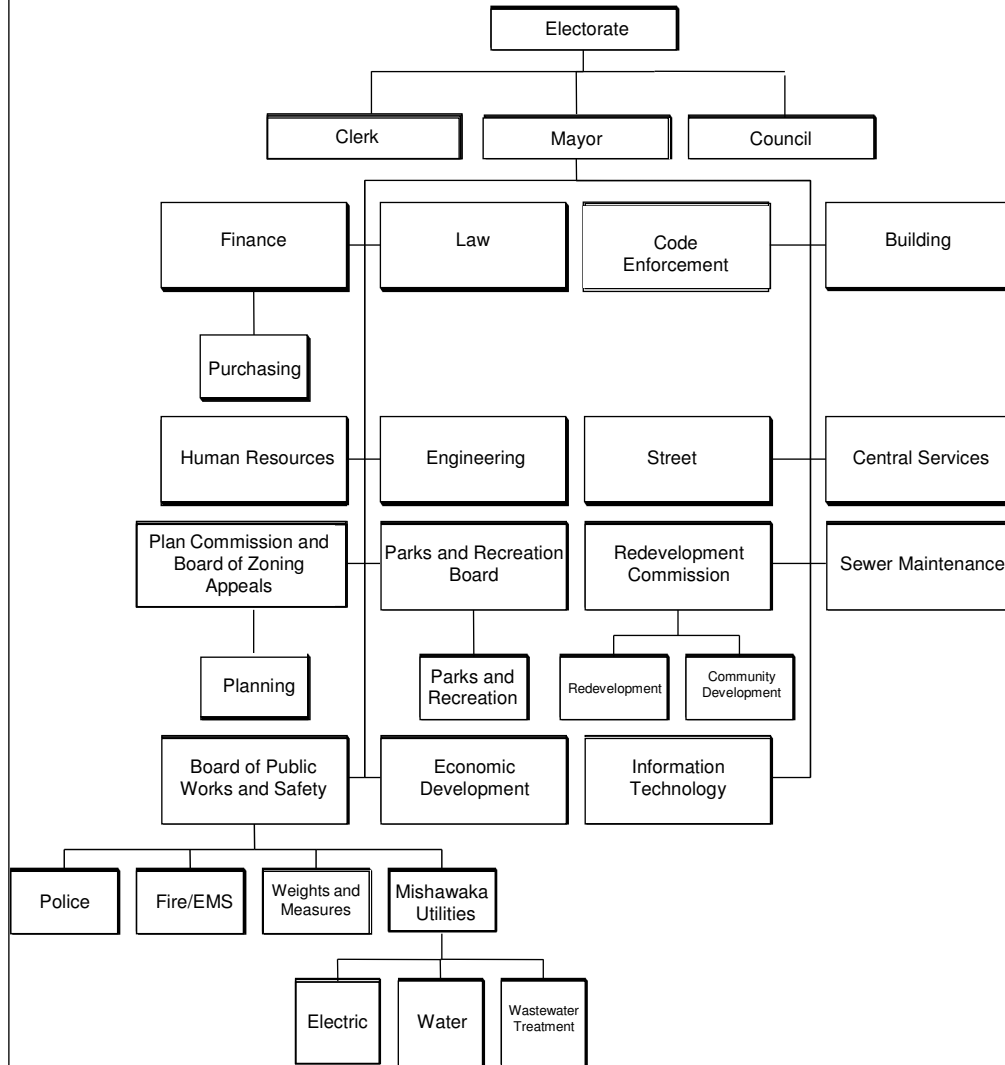 Electorate
Clerk
Mayor
Council
Finance
Law
Code
Enforcement
Building
Purchasing
Human Resources
Engineering
Street
Central Services
Plan Commission and
Board of Zoning
Appeals
Parks and Recreation
Board
Redevelopment
Commission
Sewer Maintenance
Planning
Parks and
Recreation
Redevelopment
Community
Development
Board of Public
Works and Safety
Economic
Development
Information
Technology
Police
Fire/EMS
Weights and
Measures
Mishawaka
Utilities
Electric
Water
Wastewater
Treatment